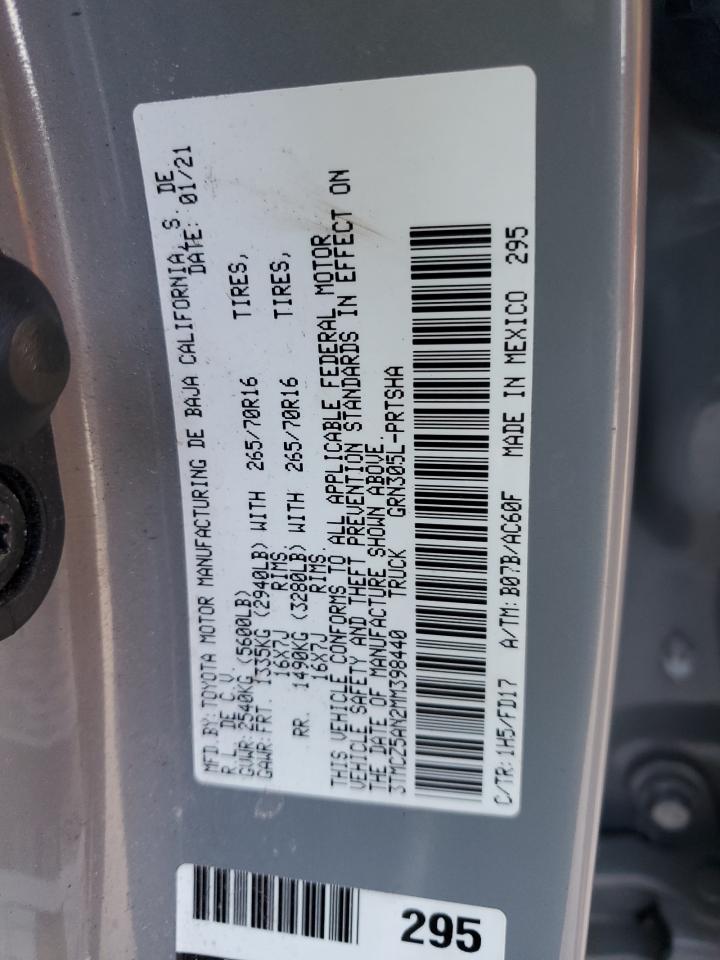 MFD.BY: TOYOTA MOTOR MANUFACTURING DE BAJA CALIFORNIA, S. DE
R.L. DE C.V. DATE: 01/21
GVWR: 2540KG (5600LB)
GAWR:FRT. 1335KG (2940LB) WITH 265/70R16 TIRES,
16X7J RIMS.
RR. 1490KG (3280LB) WITH 265/70R16 TIRES,
16X7J RIMS.
THIS VEHICLE CONFORMS TO ALL APPLICABLE FEDERAL MOTOR
VEHICLE SAFETY AND THEFT PREVENTION STANDARDS IN EFFECT ON
THE DATE OF MANUFACTURE SHOWN ABOVE.
3TMCZ5AN2MM398440 TRUCK GRN305L-PRTSHA
C/TR: 1H5/FD17 A/TM: B07B/AC60F MADE IN MEXICO 295
295